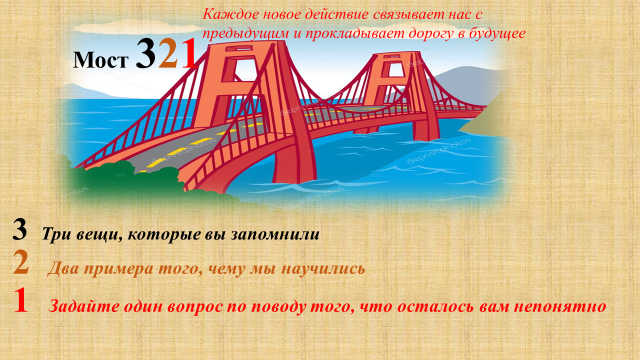 Каждое новое действие связывает нас с
предыдущим и прокладывает дорогу в будущее
Мост 321
depositphotos
3 Три вещи, которые вы запомнили
2 Два примера того, чему мы научились
1 Задайте один вопрос по поводу того, что осталось вам непонятно